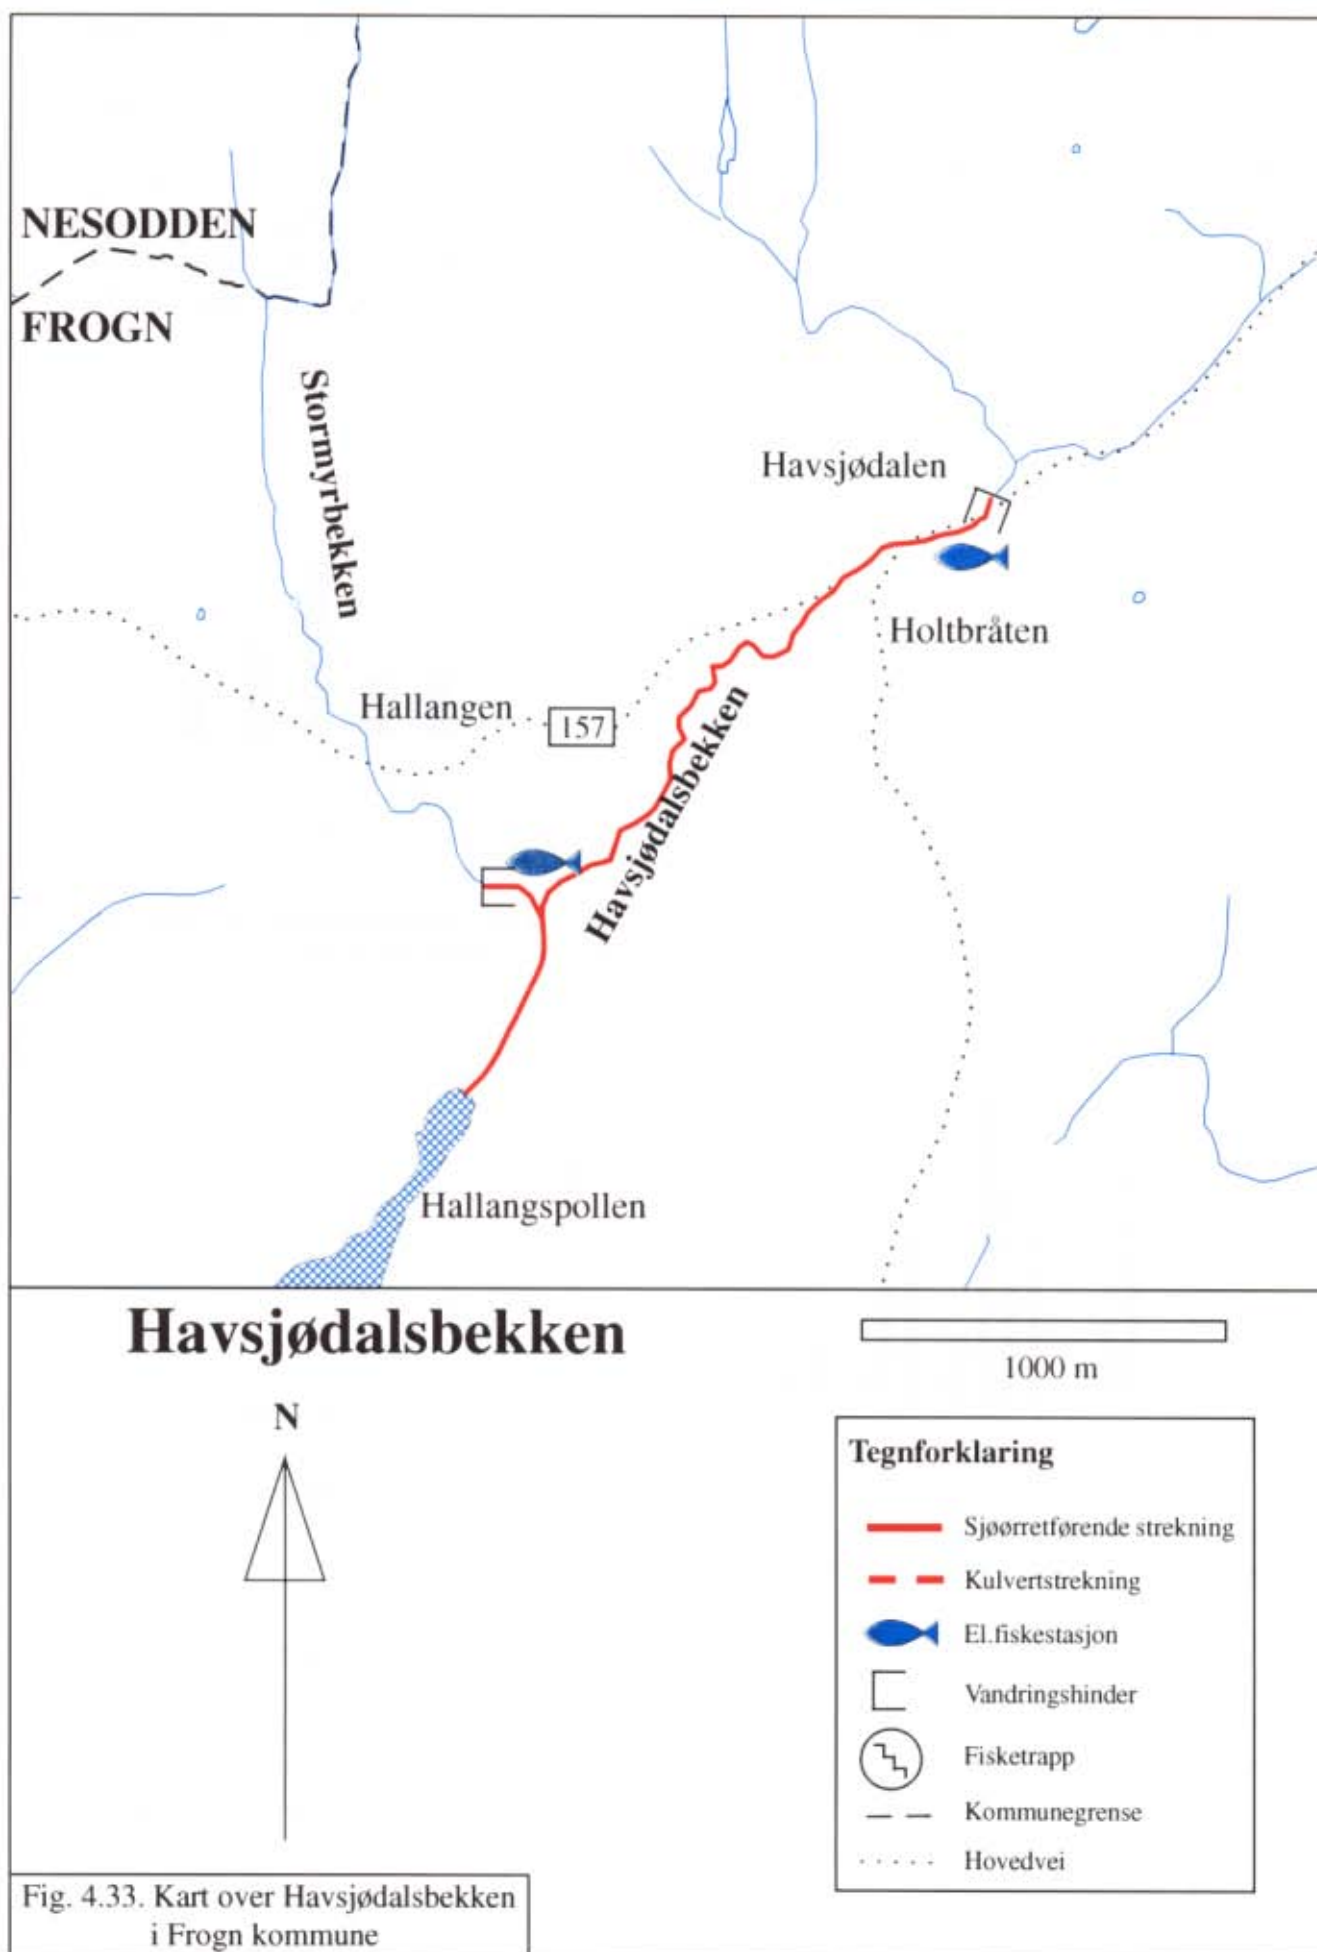 NESODDEN
FROGN
Stormyrbekken
Havsjødalen
Holtbråten
Hallangen
157
Havsjødalsbekken
Hallangspollen
Havsjødalsbekken
1000 m
N
Tegnforklaring
Sjøørretførende strekning
Kulvertstrekning
El.fiskestasjon
Vandringshinder
Fisketrapp
Kommunegrense
Hovedvei
Fig. 4.33. Kart over Havsjødalsbekken
i Frogn kommune